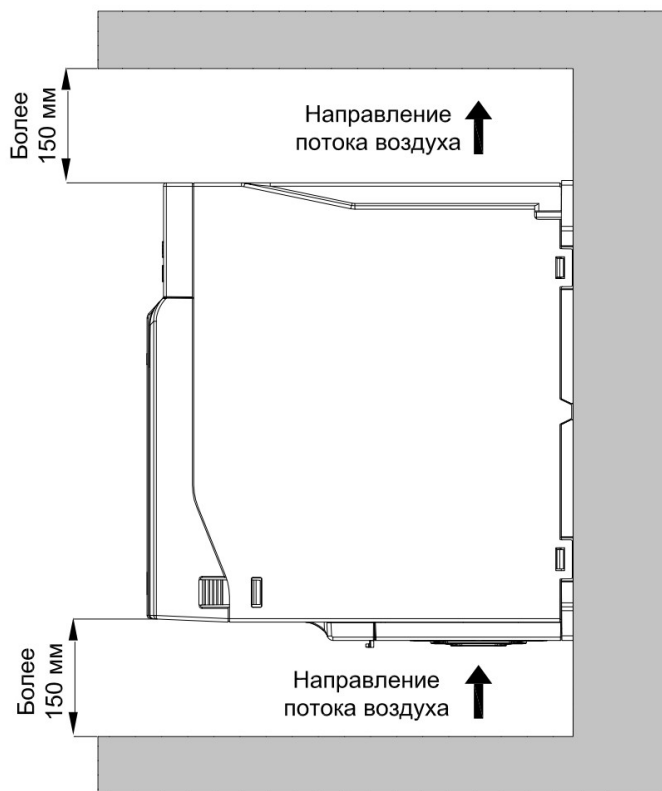 Более
150 мм
Направление
потока воздуха
Более
150 мм
Направление
потока воздуха